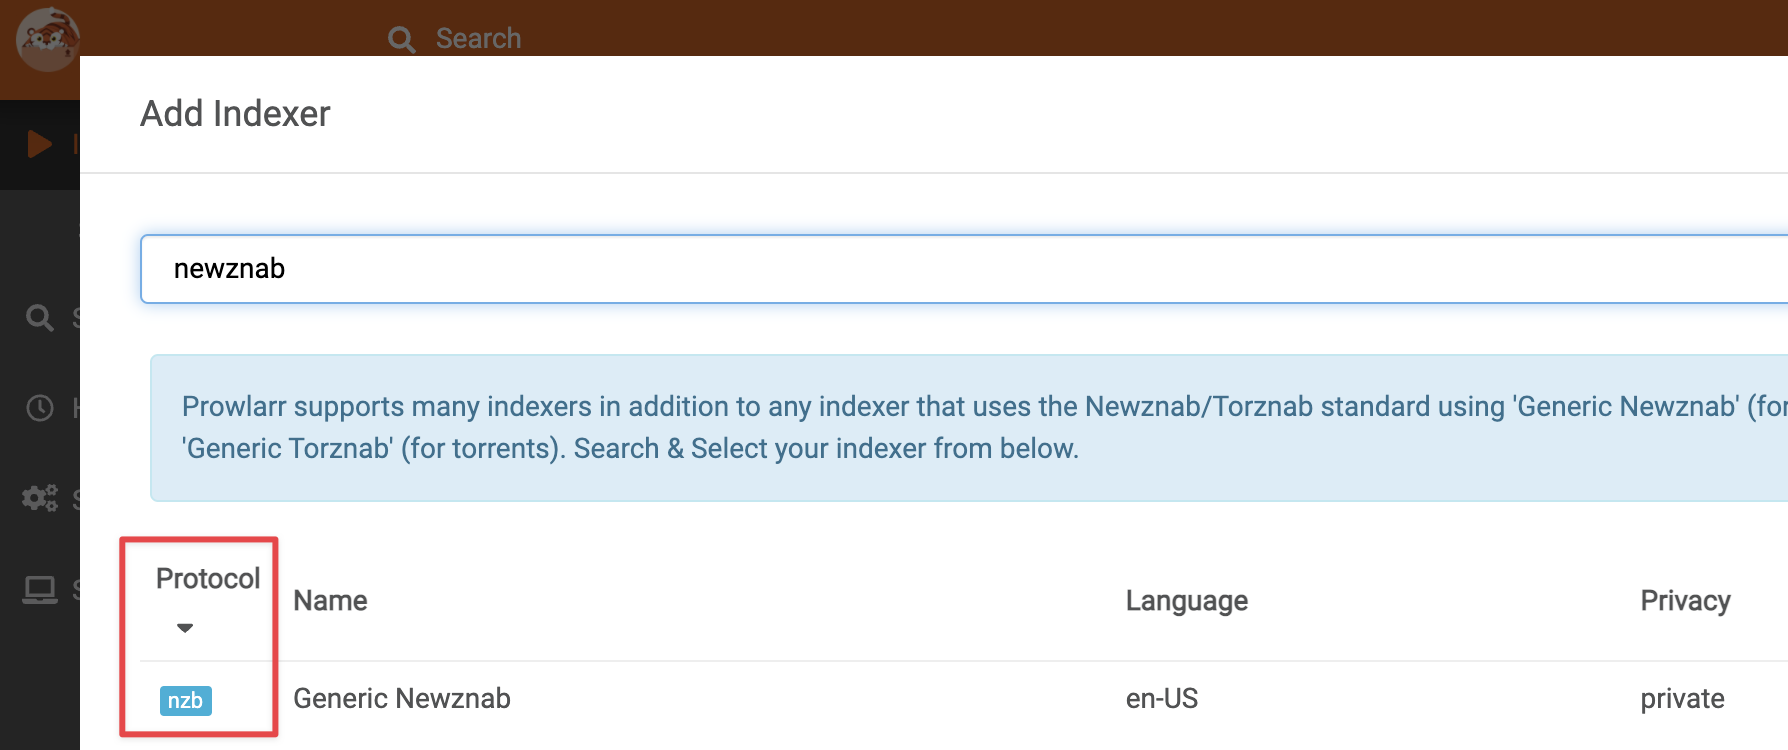 Search
Add Indexer
newznab
Prowlarr supports many indexers in addition to any indexer that uses the Newznab/Torznab standard using 'Generic Newznab' (for
'Generic Torznab' (for torrents). Search & Select your indexer from below.
Protocol Name Language Privacy
nzb Generic Newznab en-US private